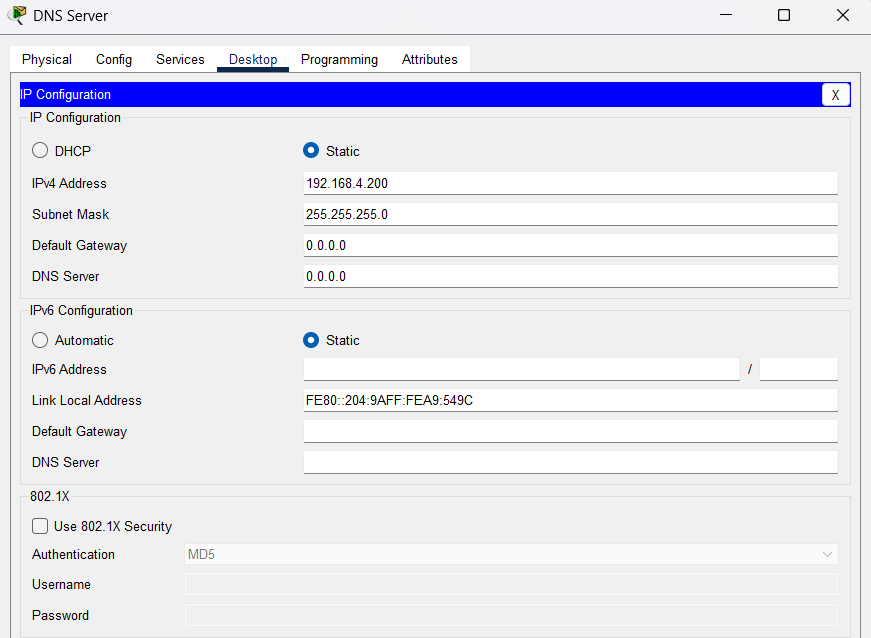 DNS Server
Physical Config Services Desktop Programming Attributes
IP Configuration X
IP Configuration
DHCP Static
IPv4 Address 192.168.4.200
Subnet Mask 255.255.255.0
Default Gateway 0.0.0.0
DNS Server 0.0.0.0
IPv6 Configuration
Automatic Static
IPv6 Address /
Link Local Address FE80::204:9AFF:FEA9:549C
Default Gateway
DNS Server
802.1X
Use 802.1X Security
Authentication MD5
Username
Password